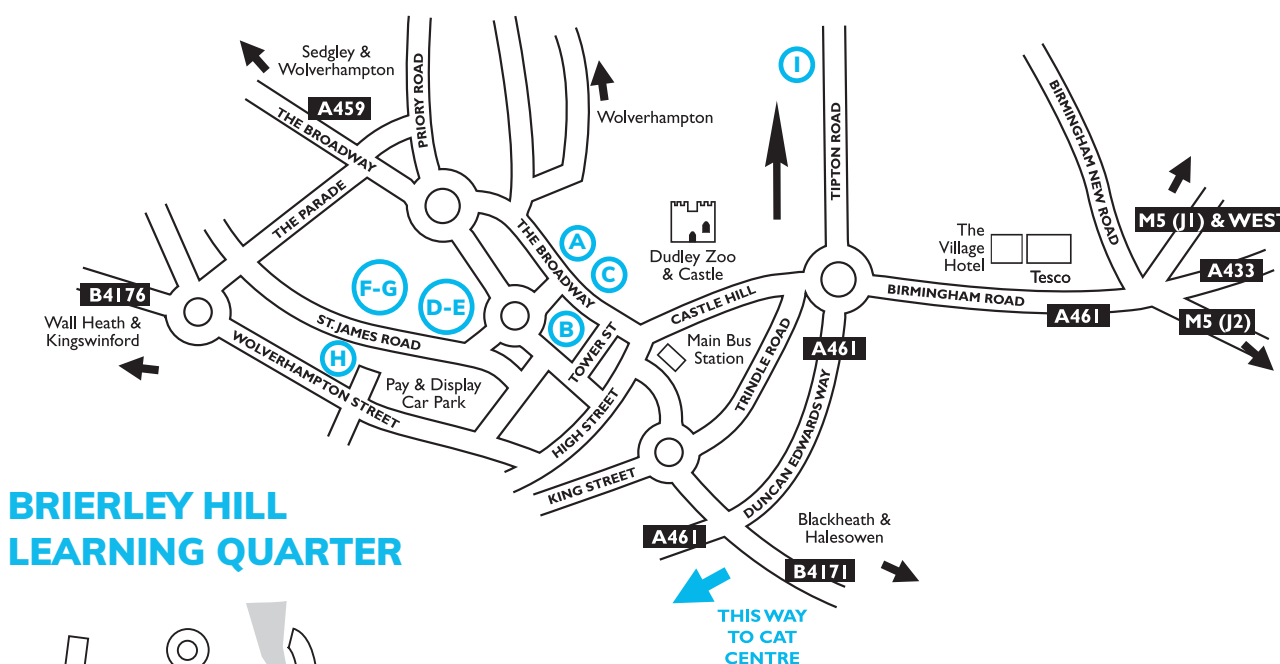 Sedgley &
Wolverhampton
A459
THE BROADWAY
PRIORY ROAD
Wolverhampton
I
TIPTON ROAD
BIRMINGHAM NEW ROAD
M5 (J1) & WEST
A433
M5 (J2)
THE PARADE
THE BROADWAY
A
C
Dudley Zoo
& Castle
The
Village
Hotel
Tesco
BIRMINGHAM ROAD
A461
B4176
Wall Heath &
Kingswinford
F-G
D-E
B
ST. JAMES ROAD
TOWER ST
CASTLE HILL
Main Bus
Station
TRINDLE ROAD
A461
H
WOLVERHAMPTON STREET
Pay & Display
Car Park
HIGH STREET
KING STREET
DUNCAN EDWARDS WAY
A461
Blackheath &
Halesowen
B4171
BRIERLEY HILL
LEARNING QUARTER
THIS WAY
TO CAT
CENTRE